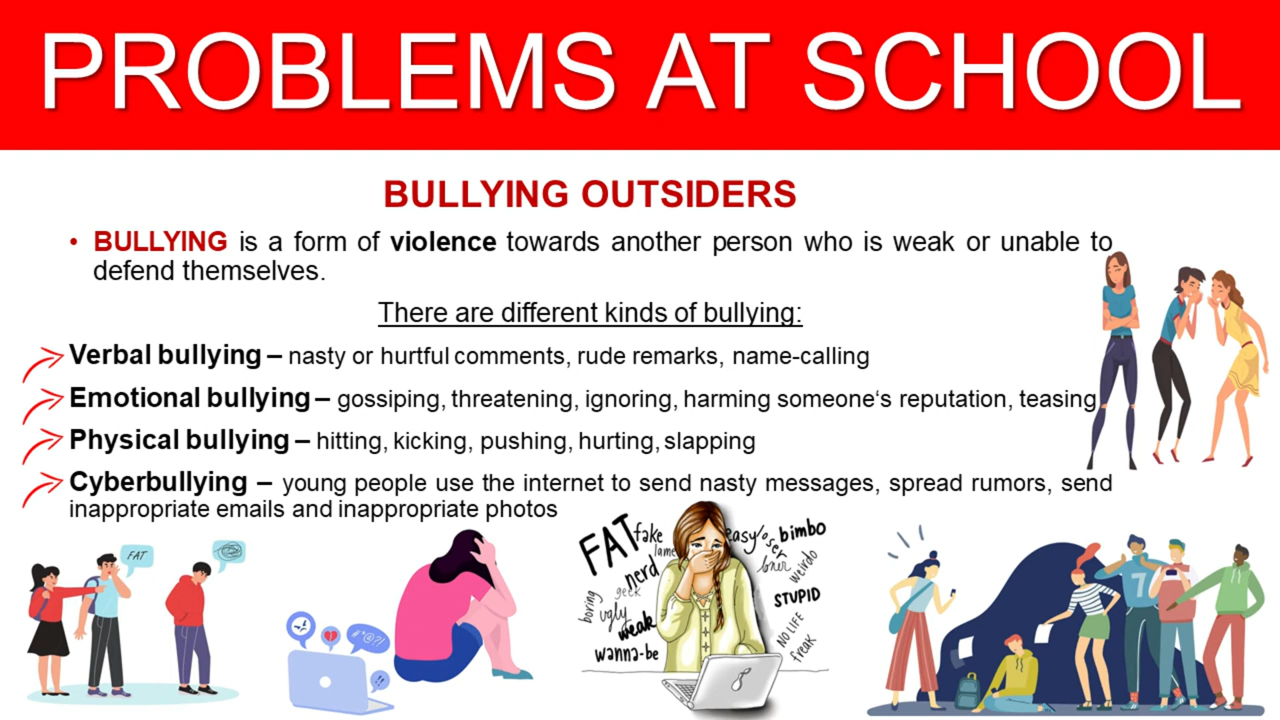 PROBLEMS AT SCHOOL
BULLYING OUTSIDERS
• BULLYING is a form of violence towards another person who is weak or unable to
defend themselves.
There are different kinds of bullying:
Verbal bullying – nasty or hurtful comments, rude remarks, name-calling
Emotional bullying – gossiping, threatening, ignoring, harming someone‘s reputation, teasing
Physical bullying – hitting, kicking, pushing, hurting, slapping
Cyberbullying – young people use the internet to send nasty messages, spread rumors, send
inappropriate emails and inappropriate photos
FAT
*@?/
!!
FAT
fake
lame
nerd
geek
boring
ugly
weak
wanna-be
easy
loser
bimbo
weirdo
STUPID
NO LIFE
freak
7